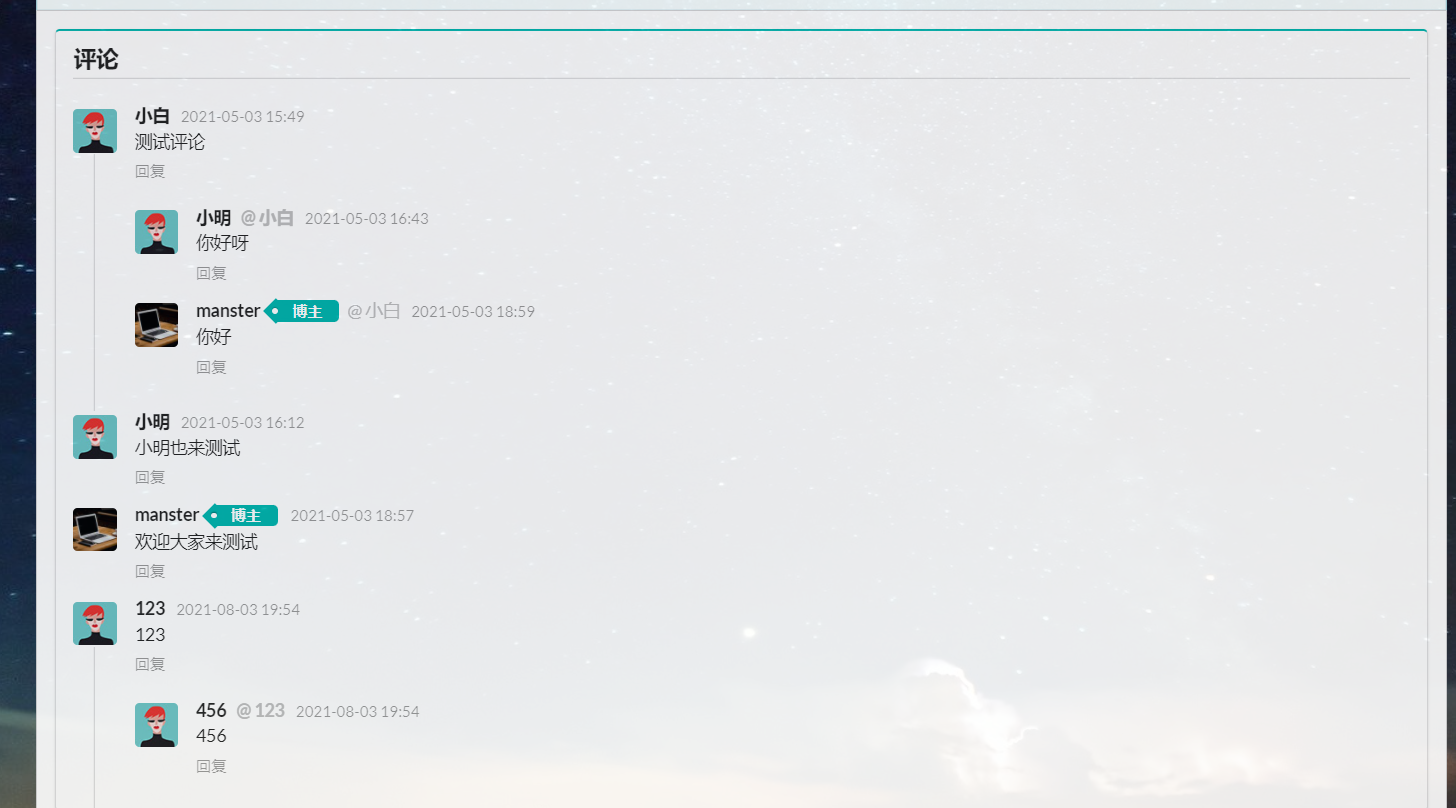 评论
小白 2021-05-03 15:49
测试评论
回复
小明 @小白 2021-05-03 16:43
你好呀
回复
manster 博主 @小白 2021-05-03 18:59
你好
回复
小明 2021-05-03 16:12
小明也来测试
回复
manster 博主 2021-05-03 18:57
欢迎大家来测试
回复
123 2021-08-03 19:54
123
回复
456 @123 2021-08-03 19:54
456
回复